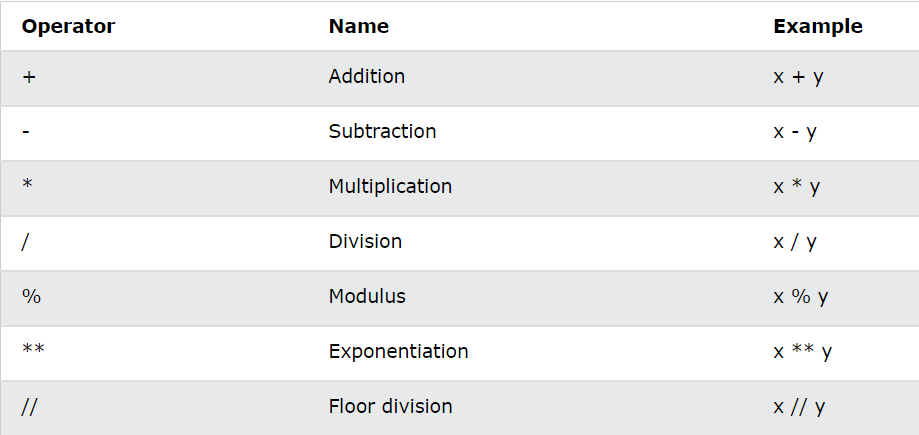 Operator Name Example
+ Addition x + y
- Subtraction x - y
* Multiplication x * y
/ Division x / y
% Modulus x % y
** Exponentiation x ** y
// Floor division x // y